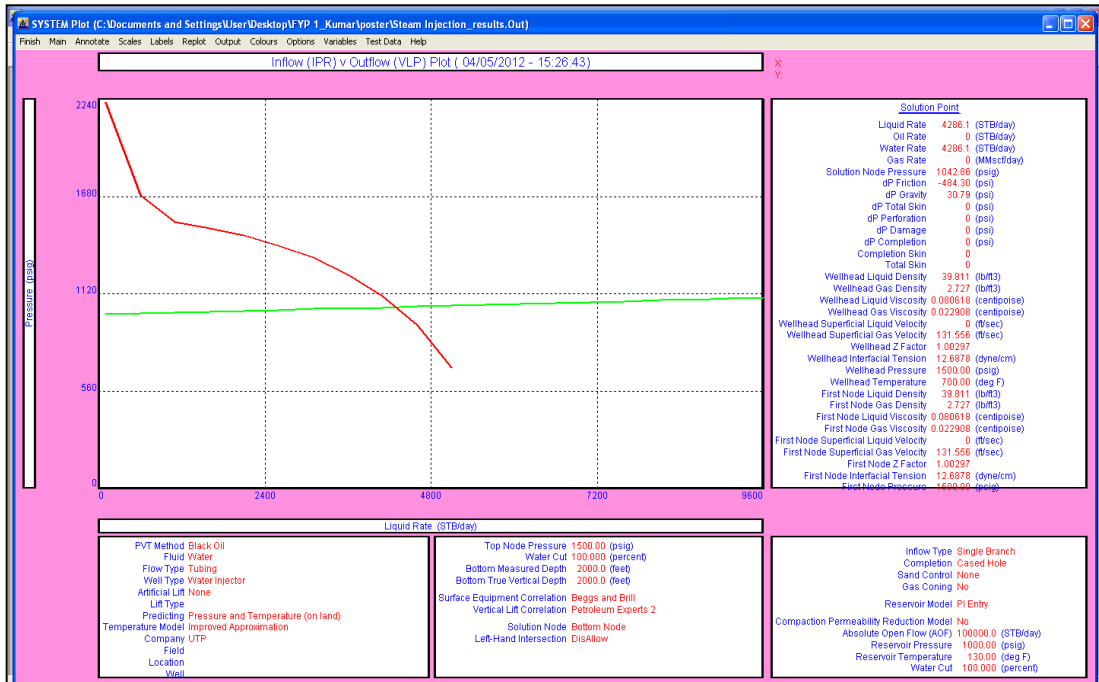 SYSTEM Plot (C:\Documents and Settings\User\Desktop\FYP 1_Kumar\poster\Steam Injection_results.Out)
Finish Main Annotate Scales Labels Replot Output Colours Options Variables Test Data Help
Inflow (IPR) v Outflow (VLP) Plot ( 04/05/2012 - 15:26:43)
X:
Y:
Pressure (psig)
2240
1680
1120
560
0
0 2400 4800 7200 9600
Liquid Rate (STB/day)
Solution Point
Liquid Rate 4286.1 (STB/day)
Oil Rate 0 (STB/day)
Water Rate 4286.1 (STB/day)
Gas Rate 0 (MMscf/day)
Solution Node Pressure 1042.86 (psig)
dP Friction -484.30 (psi)
dP Gravity 30.79 (psi)
dP Total Skin 0 (psi)
dP Perforation 0 (psi)
dP Damage 0 (psi)
dP Completion 0 (psi)
Completion Skin 0
Total Skin 0
Wellhead Liquid Density 39.811 (lb/ft3)
Wellhead Gas Density 2.727 (lb/ft3)
Wellhead Liquid Viscosity 0.080618 (centipoise)
Wellhead Gas Viscosity 0.022908 (centipoise)
Wellhead Superficial Liquid Velocity 0 (ft/sec)
Wellhead Superficial Gas Velocity 131.556 (ft/sec)
Wellhead Z Factor 1.00297
Wellhead Interfacial Tension 12.6878 (dyne/cm)
Wellhead Pressure 1500.00 (psig)
Wellhead Temperature 700.00 (deg F)
First Node Liquid Density 39.811 (lb/ft3)
First Node Gas Density 2.727 (lb/ft3)
First Node Liquid Viscosity 0.080618 (centipoise)
First Node Gas Viscosity 0.022908 (centipoise)
First Node Superficial Liquid Velocity 0 (ft/sec)
First Node Superficial Gas Velocity 131.556 (ft/sec)
First Node Z Factor 1.00297
First Node Interfacial Tension 12.6878 (dyne/cm)
First Node Pressure 1500.00 (psig)
PVT Method Black Oil
Fluid Water
Flow Type Tubing
Well Type Water Injector
Artificial Lift None
Lift Type
Predicting Pressure and Temperature (on land)
Temperature Model Improved Approximation
Company UTP
Field
Location
Well
Top Node Pressure 1500.00 (psig)
Water Cut 100.000 (percent)
Bottom Measured Depth 2000.0 (feet)
Bottom True Vertical Depth 2000.0 (feet)
Surface Equipment Correlation Beggs and Brill
Vertical Lift Correlation Petroleum Experts 2
Solution Node Bottom Node
Left-Hand Intersection DisAllow
Inflow Type Single Branch
Completion Cased Hole
Sand Control None
Gas Coning No
Reservoir Model PI Entry
Compaction Permeability Reduction Model No
Absolute Open Flow (AOF) 100000.0 (STB/day)
Reservoir Pressure 1000.00 (psig)
Reservoir Temperature 130.00 (deg F)
Water Cut 100.000 (percent)